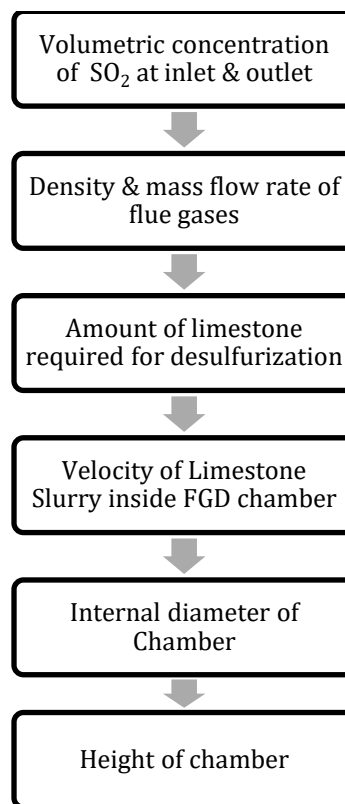 Volumetric concentration
of SO₂ at inlet & outlet
Density & mass flow rate of
flue gases
Amount of limestone
required for desulfurization
Velocity of Limestone
Slurry inside FGD chamber
Internal diameter of
Chamber
Height of chamber